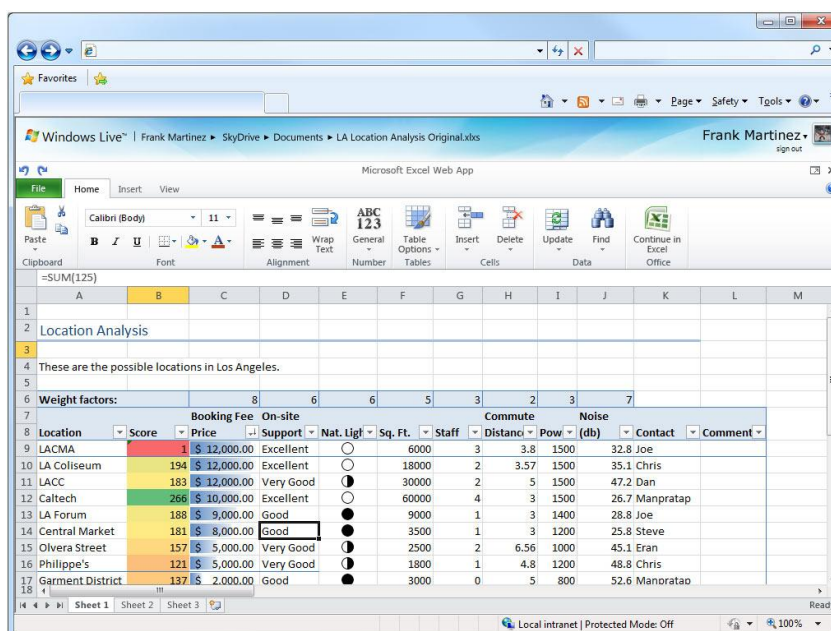 Favorites
Page Safety Tools
Windows Live™ | Frank Martinez ▸ SkyDrive ▸ Documents ▸ LA Location Analysis Original.xlxs
Frank Martinez
sign out
Microsoft Excel Web App
File Home Insert View
Calibri (Body) 11
ABC 123
Paste B I U Wrap Text General Table Options Insert Delete Update Find Continue in Excel
Clipboard Font Alignment Number Tables Cells Data Office
=SUM(125)
A B C D E F G H I J K L M
1
2 Location Analysis
3
4 These are the possible locations in Los Angeles.
5
6 Weight factors: 8 6 6 5 3 2 3 7
7 Booking Fee On-site Commute Noise
8 Location Score Price Support Nat. Ligh Sq. Ft. Staff Distanc Pow (db) Contact Comment
9 LACMA 1 $ 12,000.00 Excellent 6000 3 3.8 1500 32.8 Joe
10 LA Coliseum 194 $ 12,000.00 Excellent 18000 2 3.57 1500 35.1 Chris
11 LACC 183 $ 12,000.00 Very Good 30000 2 5 1500 47.2 Dan
12 Caltech 266 $ 10,000.00 Excellent 60000 4 3 1500 26.7 Manpratap
13 LA Forum 188 $ 9,000.00 Good 9000 1 3 1400 28.8 Joe
14 Central Market 181 $ 8,000.00 Good 3500 1 3 1200 25.8 Steve
15 Olvera Street 157 $ 5,000.00 Very Good 2500 2 6.56 1000 45.1 Eran
16 Philippe's 121 $ 5,000.00 Very Good 1800 1 4.8 1200 48.8 Chris
17 Garment District 137 $ 2,000.00 Good 3000 0 5 800 52.6 Manpratap
18
Sheet 1 Sheet 2 Sheet 3
Read
Local intranet | Protected Mode: Off 100%